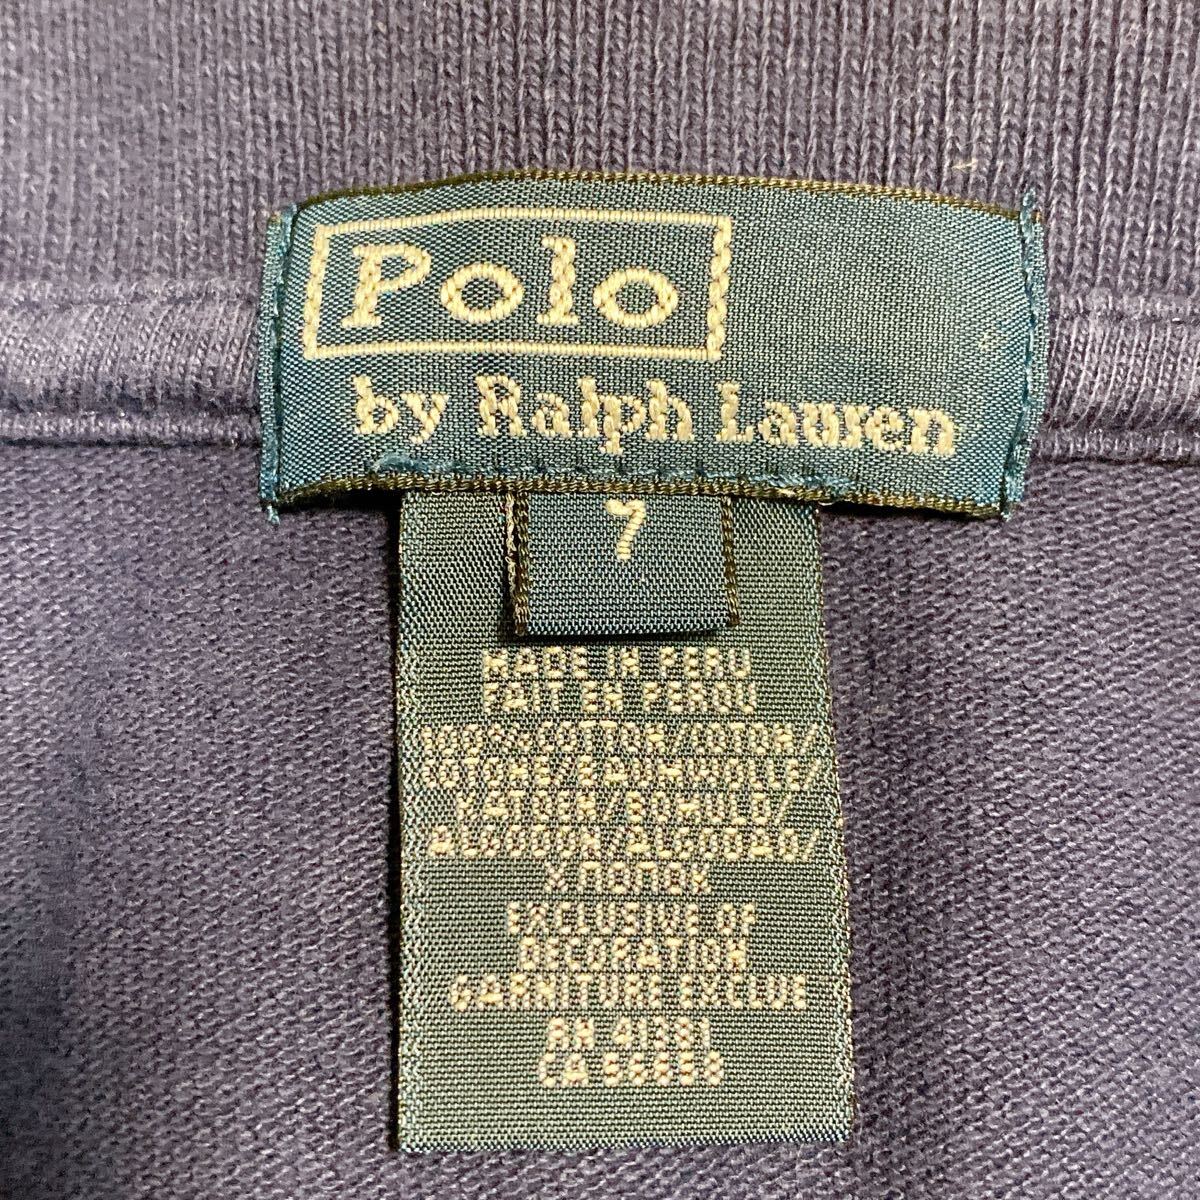 Polo
by Ralph Lauren
7
MADE IN PERU
FAIT EN PEROU
100% COTTON/COTON/
COTONE/BAUMWOLLE/
KATOEN/BOMULD/
ALGODON/ALGODAO/
ХЛОПОК
EXCLUSIVE OF
DECORATION
GARNITURE EXCLUE
RN 41381
CA